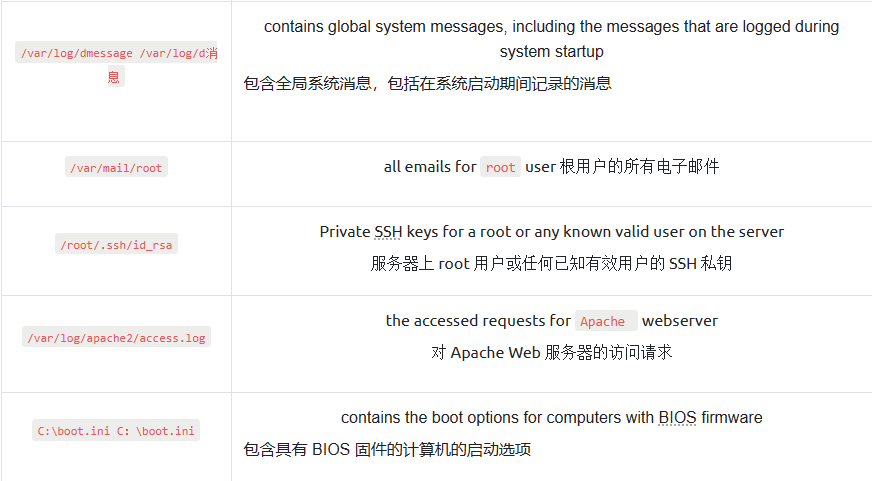 contains global system messages, including the messages that are logged during
system startup
/var/log/dmessage /var/log/d消
息
包含全局系统消息，包括在系统启动期间记录的消息
/var/mail/root
all emails for root user 根用户的所有电子邮件
/root/.ssh/id_rsa
Private SSH keys for a root or any known valid user on the server
服务器上 root 用户或任何已知有效用户的 SSH 私钥
/var/log/apache2/access.log
the accessed requests for Apache webserver
对 Apache Web 服务器的访问请求
C:\boot.ini C: \boot.ini
contains the boot options for computers with BIOS firmware
包含具有 BIOS 固件的计算机的启动选项